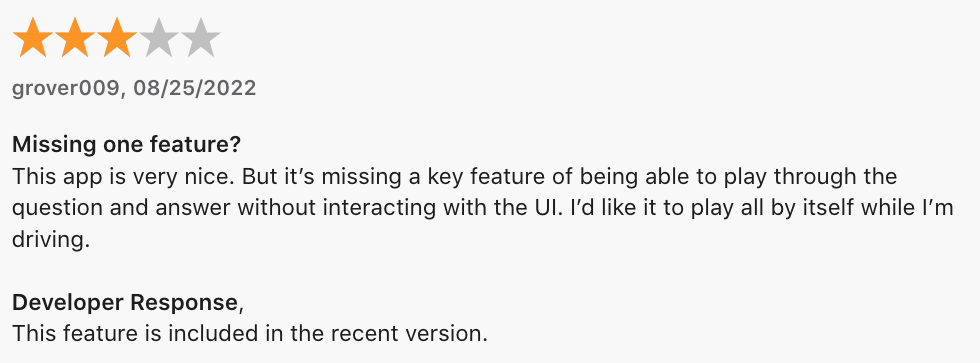 grover009, 08/25/2022
Missing one feature?
This app is very nice. But it’s missing a key feature of being able to play through the
question and answer without interacting with the UI. I’d like it to play all by itself while I’m
driving.
Developer Response,
This feature is included in the recent version.